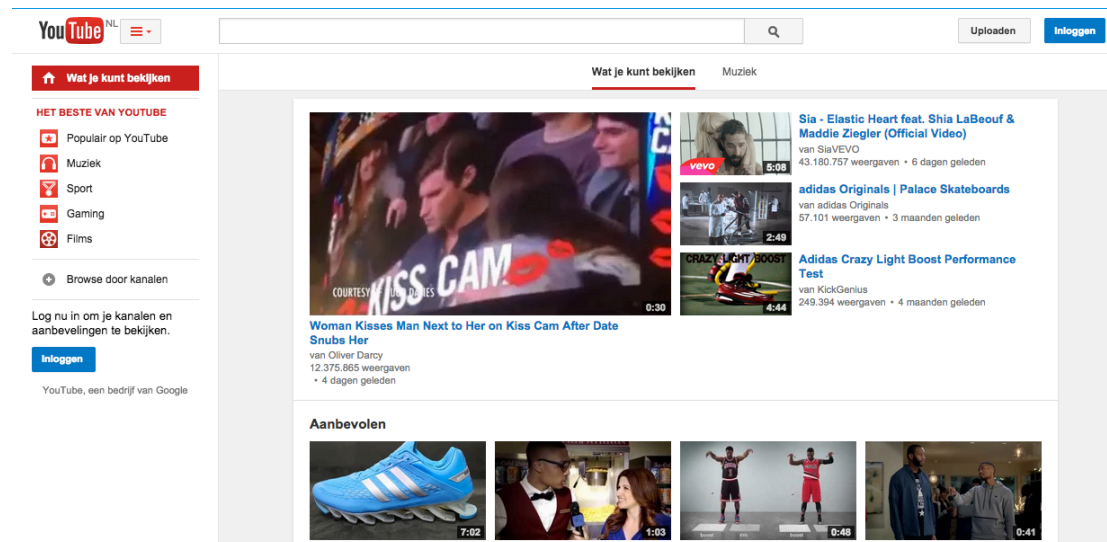 YouTube NL
Uploaden
Inloggen
Wat je kunt bekijken
HET BESTE VAN YOUTUBE
Populair op YouTube
Muziek
Sport
Gaming
Films
Browse door kanalen
Log nu in om je kanalen en
aanbevelingen te bekijken.
Inloggen
YouTube, een bedrijf van Google
Wat je kunt bekijken
Muziek
KISS CAM
0:30
Woman Kisses Man Next to Her on Kiss Cam After Date
Snubs Her
van Oliver Darcy
12.375.865 weergaven
• 4 dagen geleden
vevo
5:08
Sia - Elastic Heart feat. Shia LaBeouf &
Maddie Ziegler (Official Video)
van SiaVEVO
43.180.757 weergaven • 6 dagen geleden
2:49
adidas Originals | Palace Skateboards
van adidas Originals
57.101 weergaven • 3 maanden geleden
CRAZY LIGHT BOOST
4:44
Adidas Crazy Light Boost Performance
Test
van KickGenius
249.394 weergaven • 4 maanden geleden
Aanbevolen
7:02
1:03
0:48
0:41